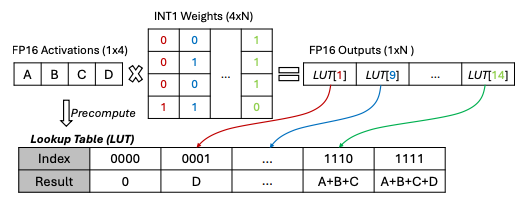 INT1 Weights (4xN)
FP16 Activations (1x4)
FP16 Outputs (1xN )
0 0 1
0 1 1
0 0 ... 1
1 1 0
A B C D
LUT[1] LUT[9] ... LUT[14]
Precompute
Lookup Table (LUT)
Index 0000 0001 ... 1110 1111
Result 0 D ... A+B+C A+B+C+D